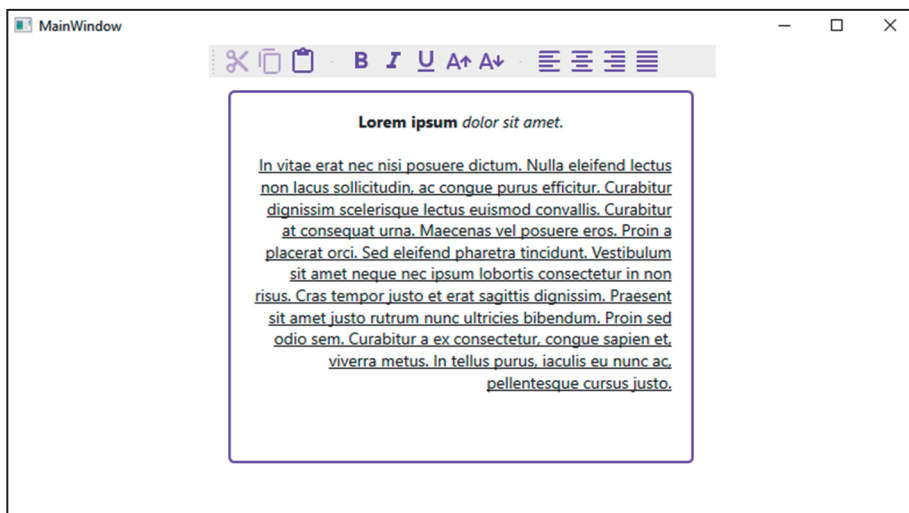 MainWindow
B I U A A
Lorem ipsum dolor sit amet.
In vitae erat nec nisi posuere dictum. Nulla eleifend lectus
non lacus sollicitudin, ac congue purus efficitur. Curabitur
dignissim scelerisque lectus euismod convallis. Curabitur
at consequat urna. Maecenas vel posuere eros. Proin a
placerat orci. Sed eleifend pharetra tincidunt. Vestibulum
sit amet neque nec ipsum lobortis consectetur in non
risus. Cras tempor justo et erat sagittis dignissim. Praesent
sit amet justo rutrum nunc ultricies bibendum. Proin sed
odio sem. Curabitur a ex consectetur, congue sapien et,
viverra metus. In tellus purus, iaculis eu nunc ac,
pellentesque cursus justo.